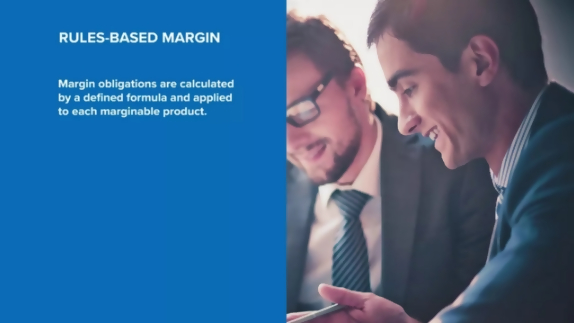 RULES-BASED MARGIN
Margin obligations are calculated
by a defined formula and applied
to each marginable product.